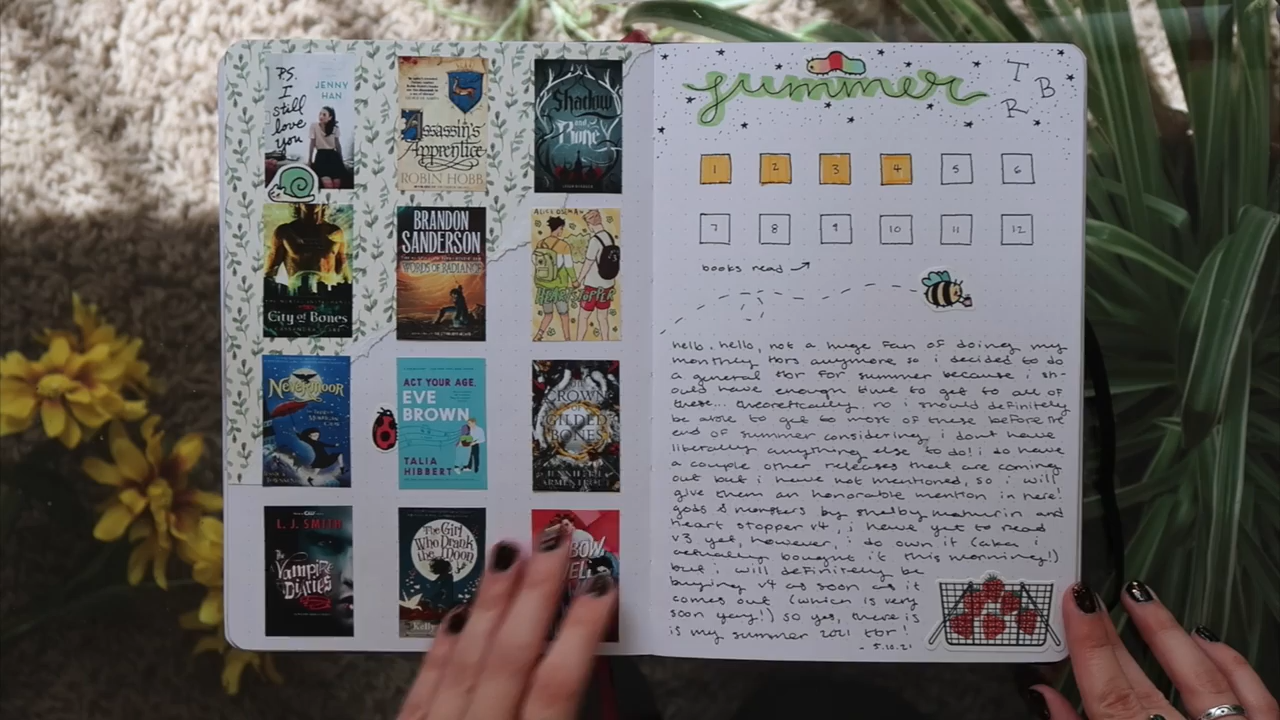 P.S.
I
still
love
you
JENNY
HAN
Assassin's
Apprentice
ROBIN HOBB
Shadow
and
Bone
City of Bones
BRANDON
SANDERSON
WORDS OF RADIANCE
ALICE OSEMAN
HEARTSTOPPER
Nevermoor
ACT YOUR AGE,
EVE
BROWN
TALIA
HIBBERT
CROWN
GILDED
BONES
L. J. SMITH
The
Vampire
Diaries
The Girl
Who Drank
the Moon
Kelly
summer
T
B
R
1 2 3 4 5 6
7 8 9 10 11 12
books read
hello, hello, not a huge fan of doing my
monthly tbrs anymore so i decided to do
a general tbr for summer because i sh-
ould have enough time to get to all of
these... theoretically. no i should definitely
be able to get to most of these before the
end of summer considering i dont have
literally anything else to do! i do have
a couple other releases that are coming
out but i have not mentioned, so i will
give them an honorable mention in here!
gods & monsters by shelby mahurin and
heart stopper v4, i have yet to read
v3 yet, however, i do own it (aka i
actually bought it this morning!)
but i will definitely be
buying v4 as soon as it
comes out (which is very
soon yay!) so yes, there is
is my summer 2021 tbr!
- 5.20.21